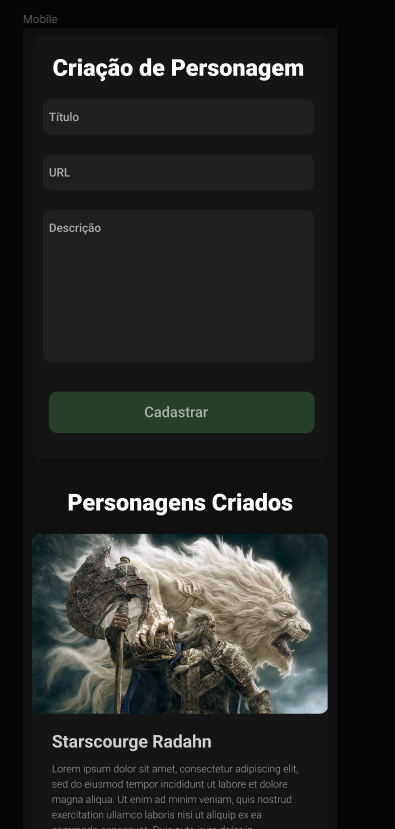 Mobile
Criação de Personagem
Título
URL
Descrição
Cadastrar
Personagens Criados
Starscourge Radahn
Lorem ipsum dolor sit amet, consectetur adipiscing elit,
sed do eiusmod tempor incididunt ut labore et dolore
magna aliqua. Ut enim ad minim veniam, quis nostrud
exercitation ullamco laboris nisi ut aliquip ex ea